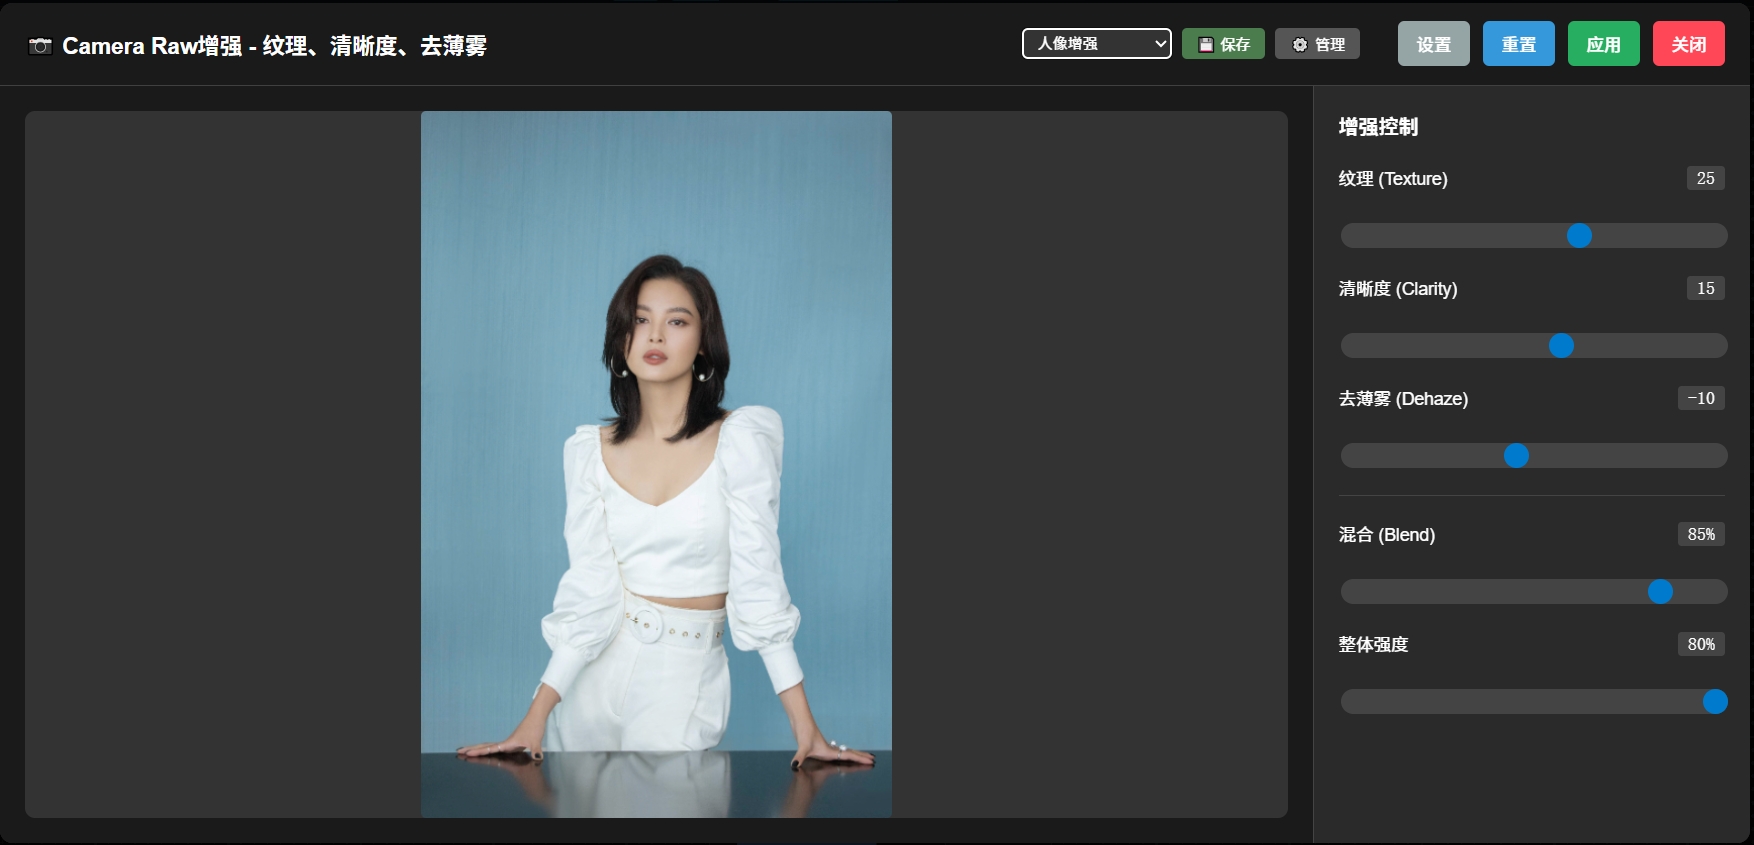 Camera Raw增强 - 纹理、清晰度、去薄雾
人像增强
保存
管理
设置
重置
应用
关闭
增强控制
纹理 (Texture) 25
清晰度 (Clarity) 15
去薄雾 (Dehaze) -10
混合 (Blend) 85%
整体强度 80%